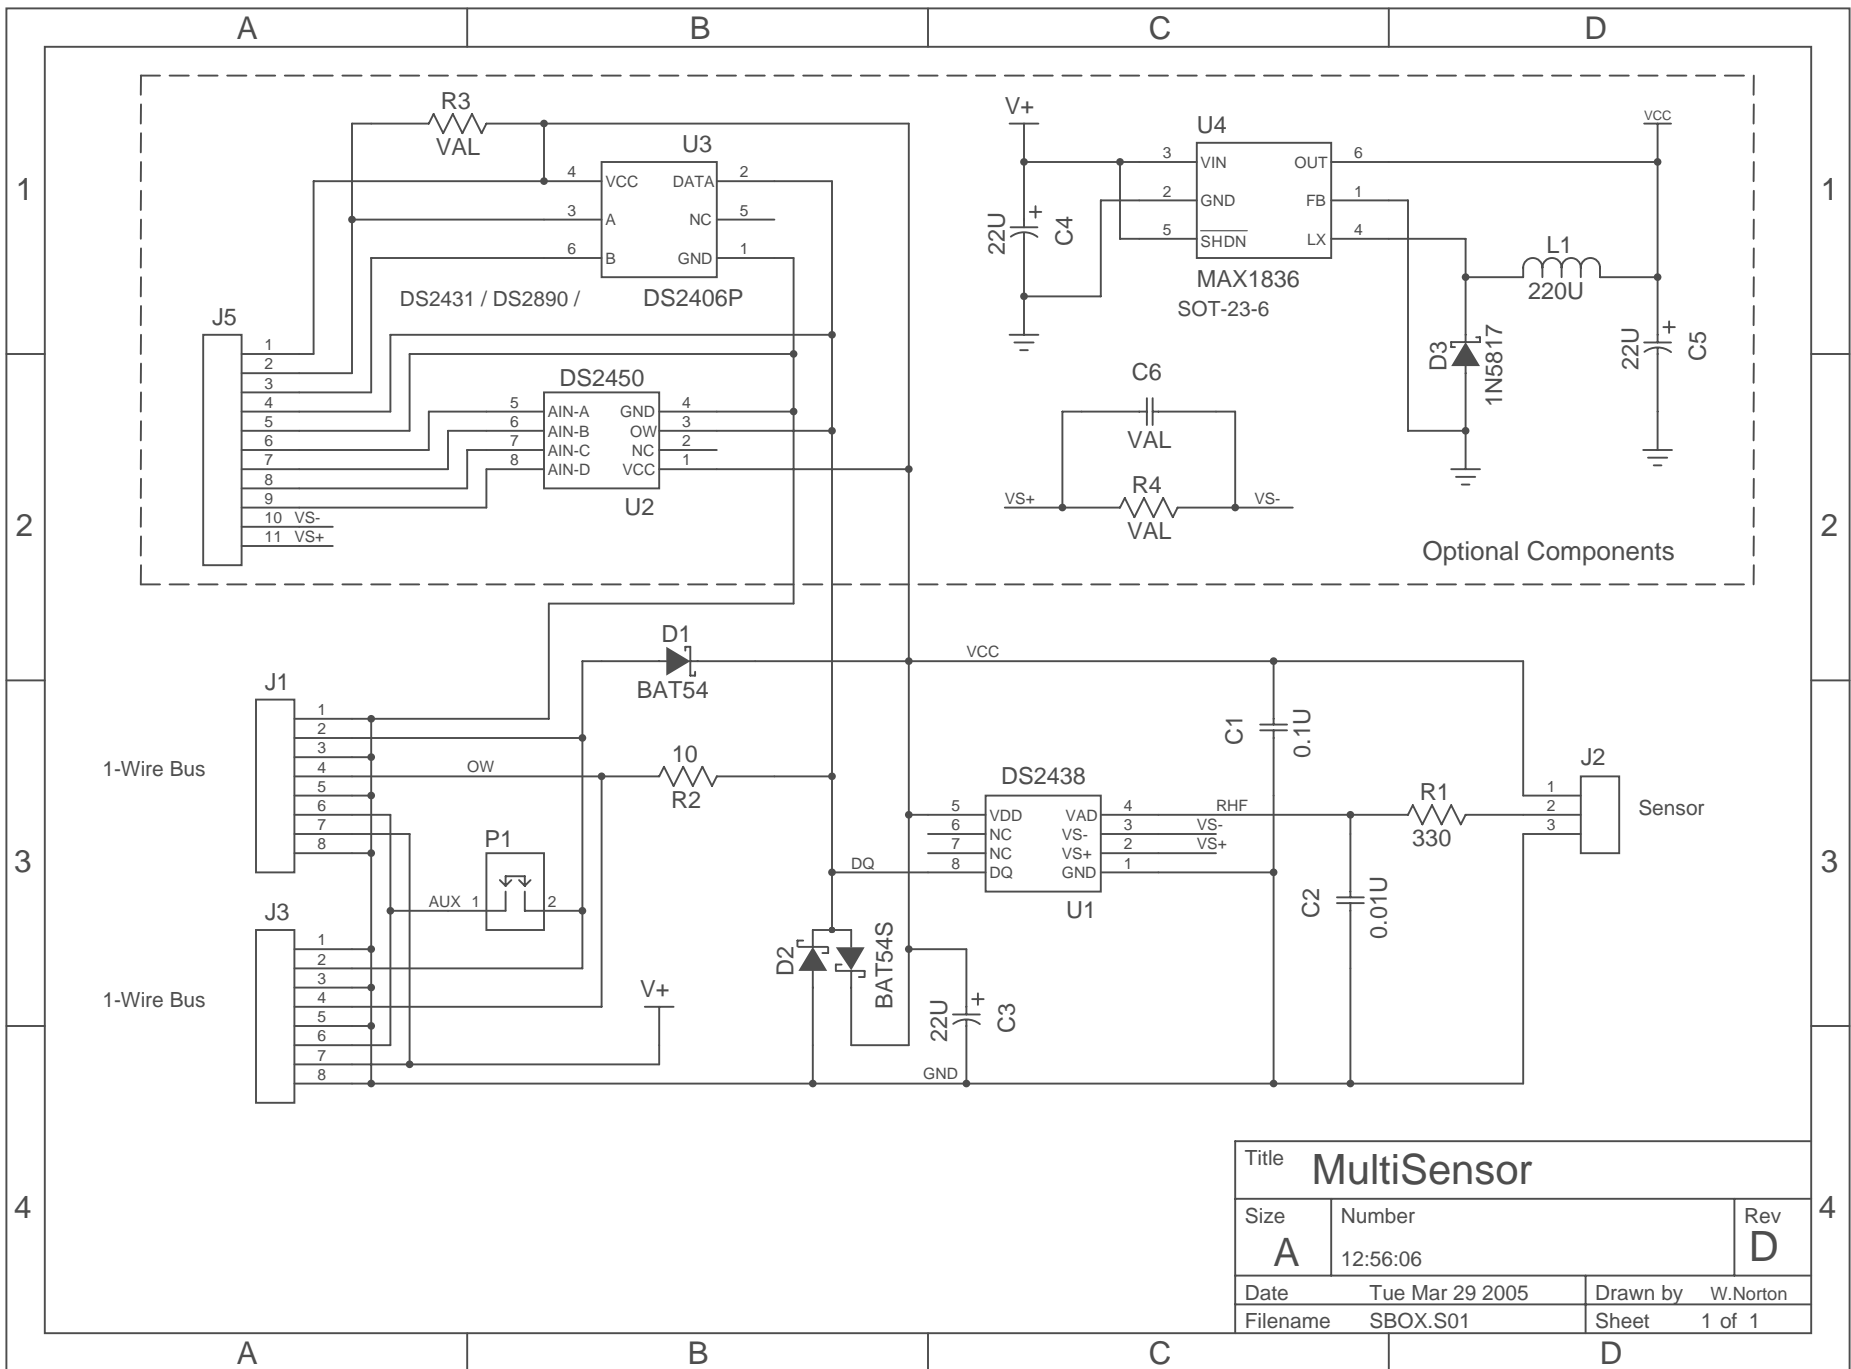 A B C D
1
2
3
4
1
2
3
4
R3
VAL
U3
4 VCC DATA 2
3 A NC 5
6 B GND 1
DS2431 / DS2890 / DS2406P
J5
1
2
3
4
5
6
7
8
9
10 VS-
11 VS+
DS2450
5 AIN-A GND 4
6 AIN-B OW 3
7 AIN-C NC 2
8 AIN-D VCC 1
U2
V+
22U
+
C4
U4
3 VIN OUT 6
2 GND FB 1
5 SHDN LX 4
MAX1836
SOT-23-6
VCC
L1
220U
D3
1N5817
22U
+
C5
C6
VAL
VS+
R4
VAL
VS-
Optional Components
D1
BAT54
VCC
J1
1
2
3
4
5
6
7
8
1-Wire Bus
OW
10
R2
P1
AUX 1 2
J3
1
2
3
4
5
6
7
8
1-Wire Bus
V+
DQ
D2
BAT54S
22U
+
C3
GND
DS2438
5 VDD VAD 4 RHF
6 NC VS- 3 VS-
7 NC VS+ 2 VS+
8 DQ GND 1
U1
C1
0.1U
C2
0.01U
R1
330
J2
1
2
3
Sensor
Title MultiSensor
Size A
Number 12:56:06
Rev D
Date Tue Mar 29 2005
Drawn by W.Norton
Filename SBOX.S01
Sheet 1 of 1
A B C D